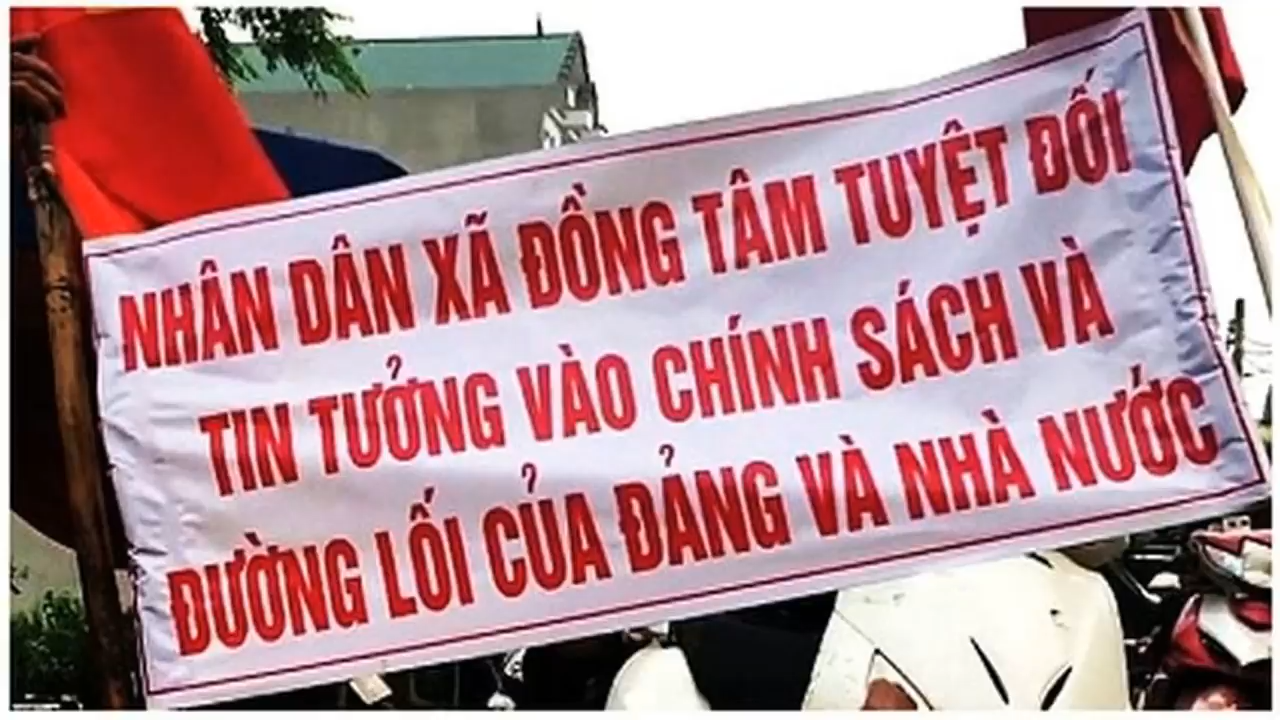 NHÂN DÂN XÃ ĐỒNG TÂM TUYỆT ĐỐI
TIN TƯỞNG VÀO CHÍNH SÁCH VÀ
ĐƯỜNG LỐI CỦA ĐẢNG VÀ NHÀ NƯỚC